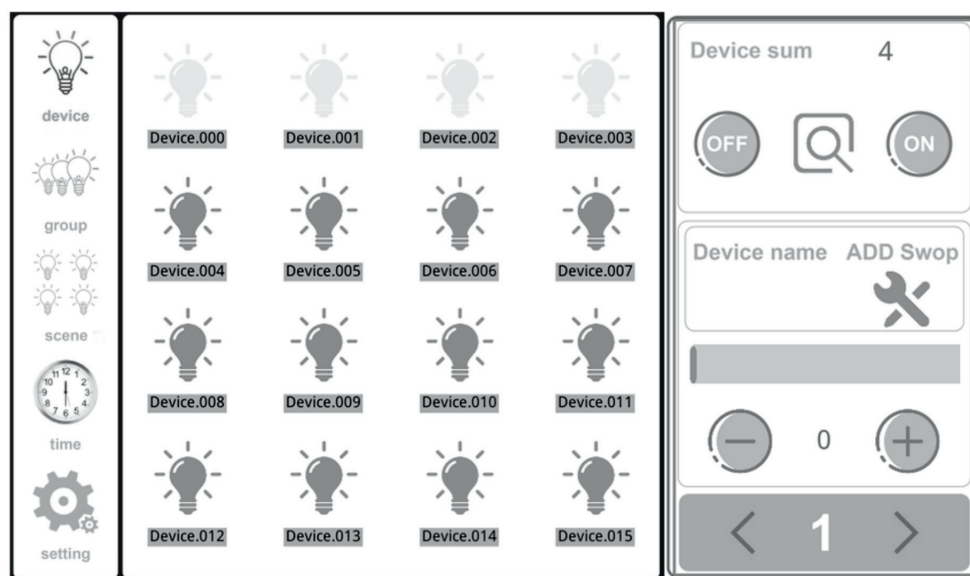 device
group
scene
time
setting
Device.000 Device.001 Device.002 Device.003
Device.004 Device.005 Device.006 Device.007
Device.008 Device.009 Device.010 Device.011
Device.012 Device.013 Device.014 Device.015
Device sum 4
OFF ON
Device name ADD Swop
0
1